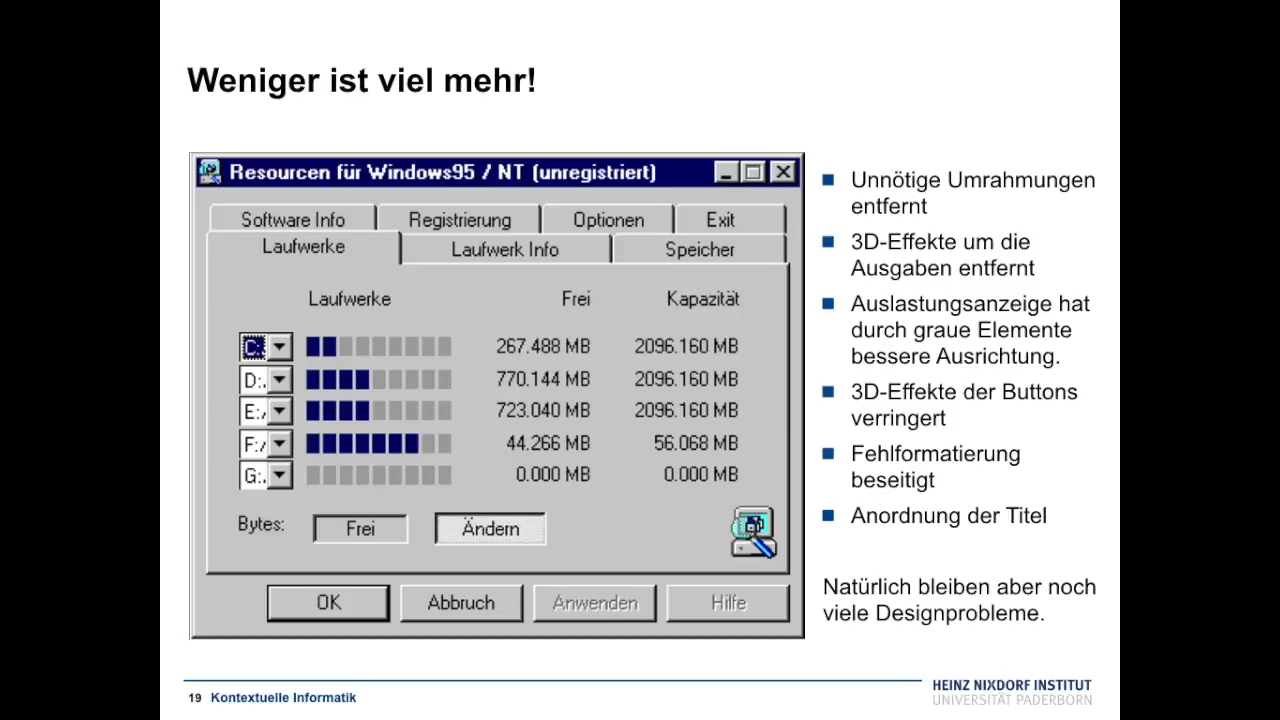 Weniger ist viel mehr!
Resourcen für Windows95 / NT (unregistriert)
Software Info Registrierung Optionen Exit
Laufwerke Laufwerk Info Speicher
Laufwerke Frei Kapazität
C: 267.488 MB 2096.160 MB
D:. 770.144 MB 2096.160 MB
E:/ 723.040 MB 2096.160 MB
F:/ 44.266 MB 56.068 MB
G:. 0.000 MB 0.000 MB
Bytes: Frei Ändern
OK Abbruch Anwenden Hilfe
Unnötige Umrahmungen
entfernt
3D-Effekte um die
Ausgaben entfernt
Auslastungsanzeige hat
durch graue Elemente
bessere Ausrichtung.
3D-Effekte der Buttons
verringert
Fehlformatierung
beseitigt
Anordnung der Titel
Natürlich bleiben aber noch
viele Designprobleme.
19 Kontextuelle Informatik
HEINZ NIXDORF INSTITUT
UNIVERSITÄT PADERBORN